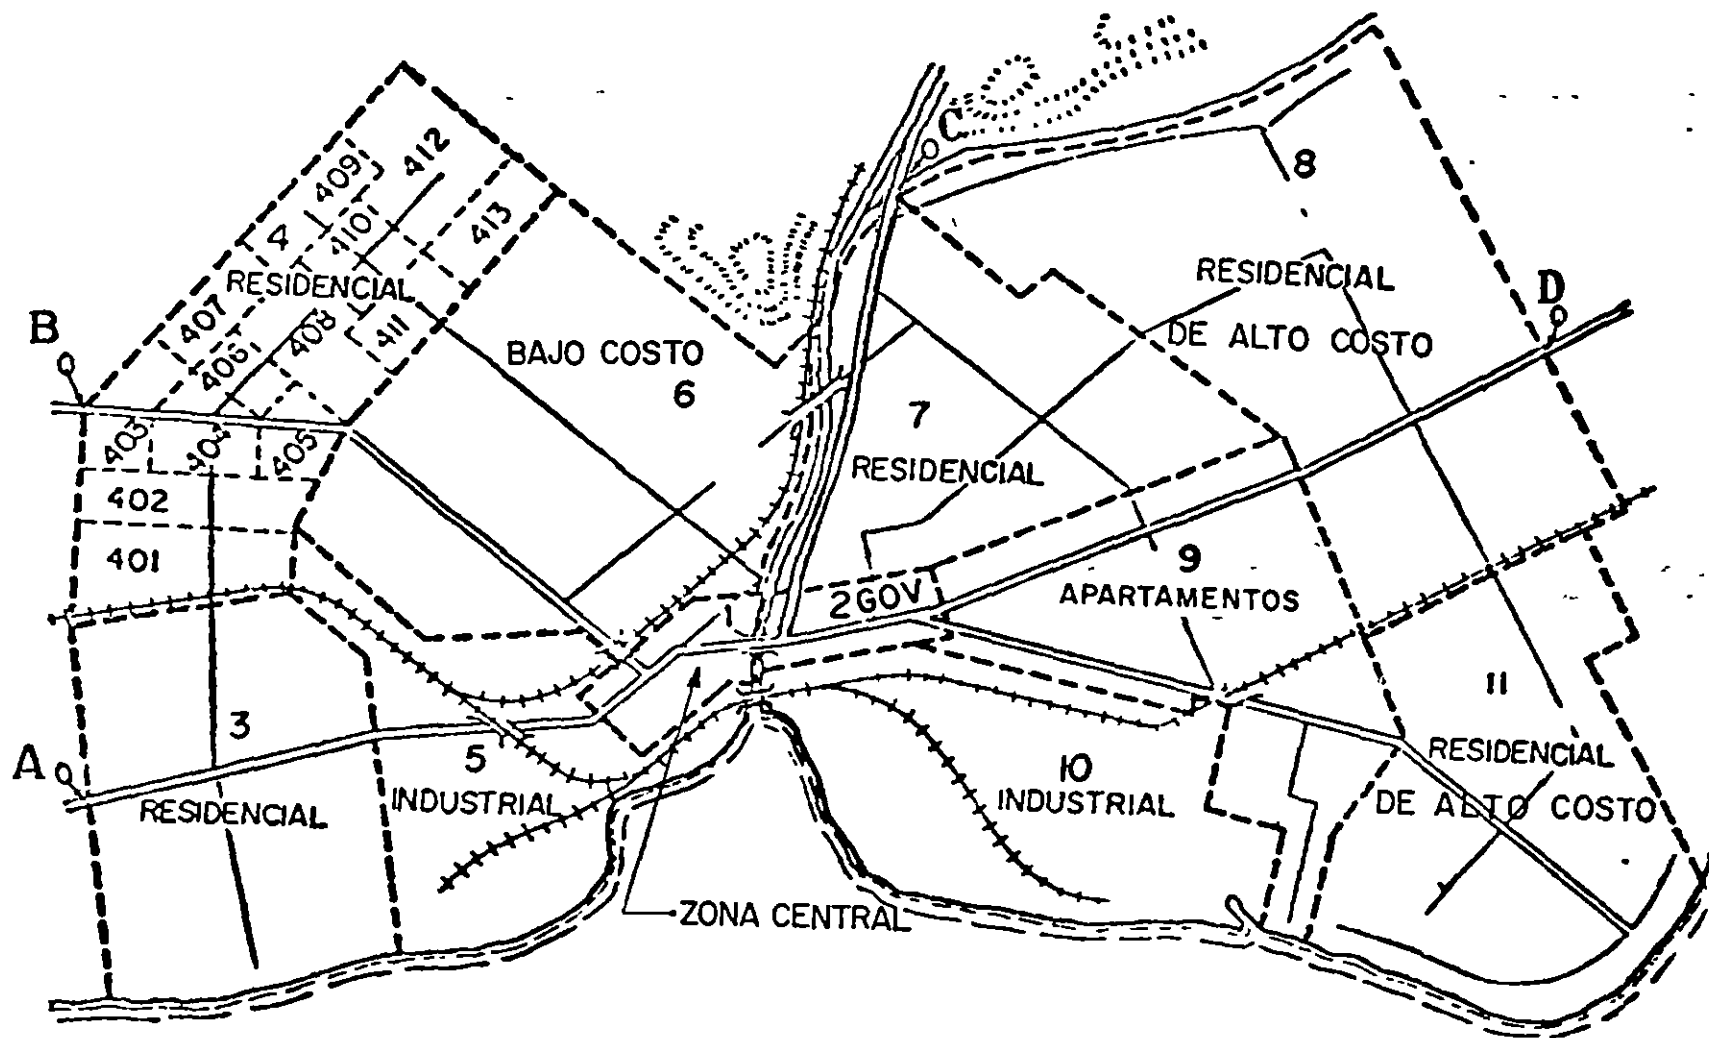 C
8
409
412
4
410
413
RESIDENCIAL
RESIDENCIAL
D
407
408
411
B
406
BAJO COSTO
DE ALTO COSTO
6
7
403
404
405
RESIDENCIAL
402
401
9
2 GOV
APARTAMENTOS
3
11
A
5
10
RESIDENCIAL
RESIDENCIAL
INDUSTRIAL
INDUSTRIAL
DE ALTO COSTO
ZONA CENTRAL